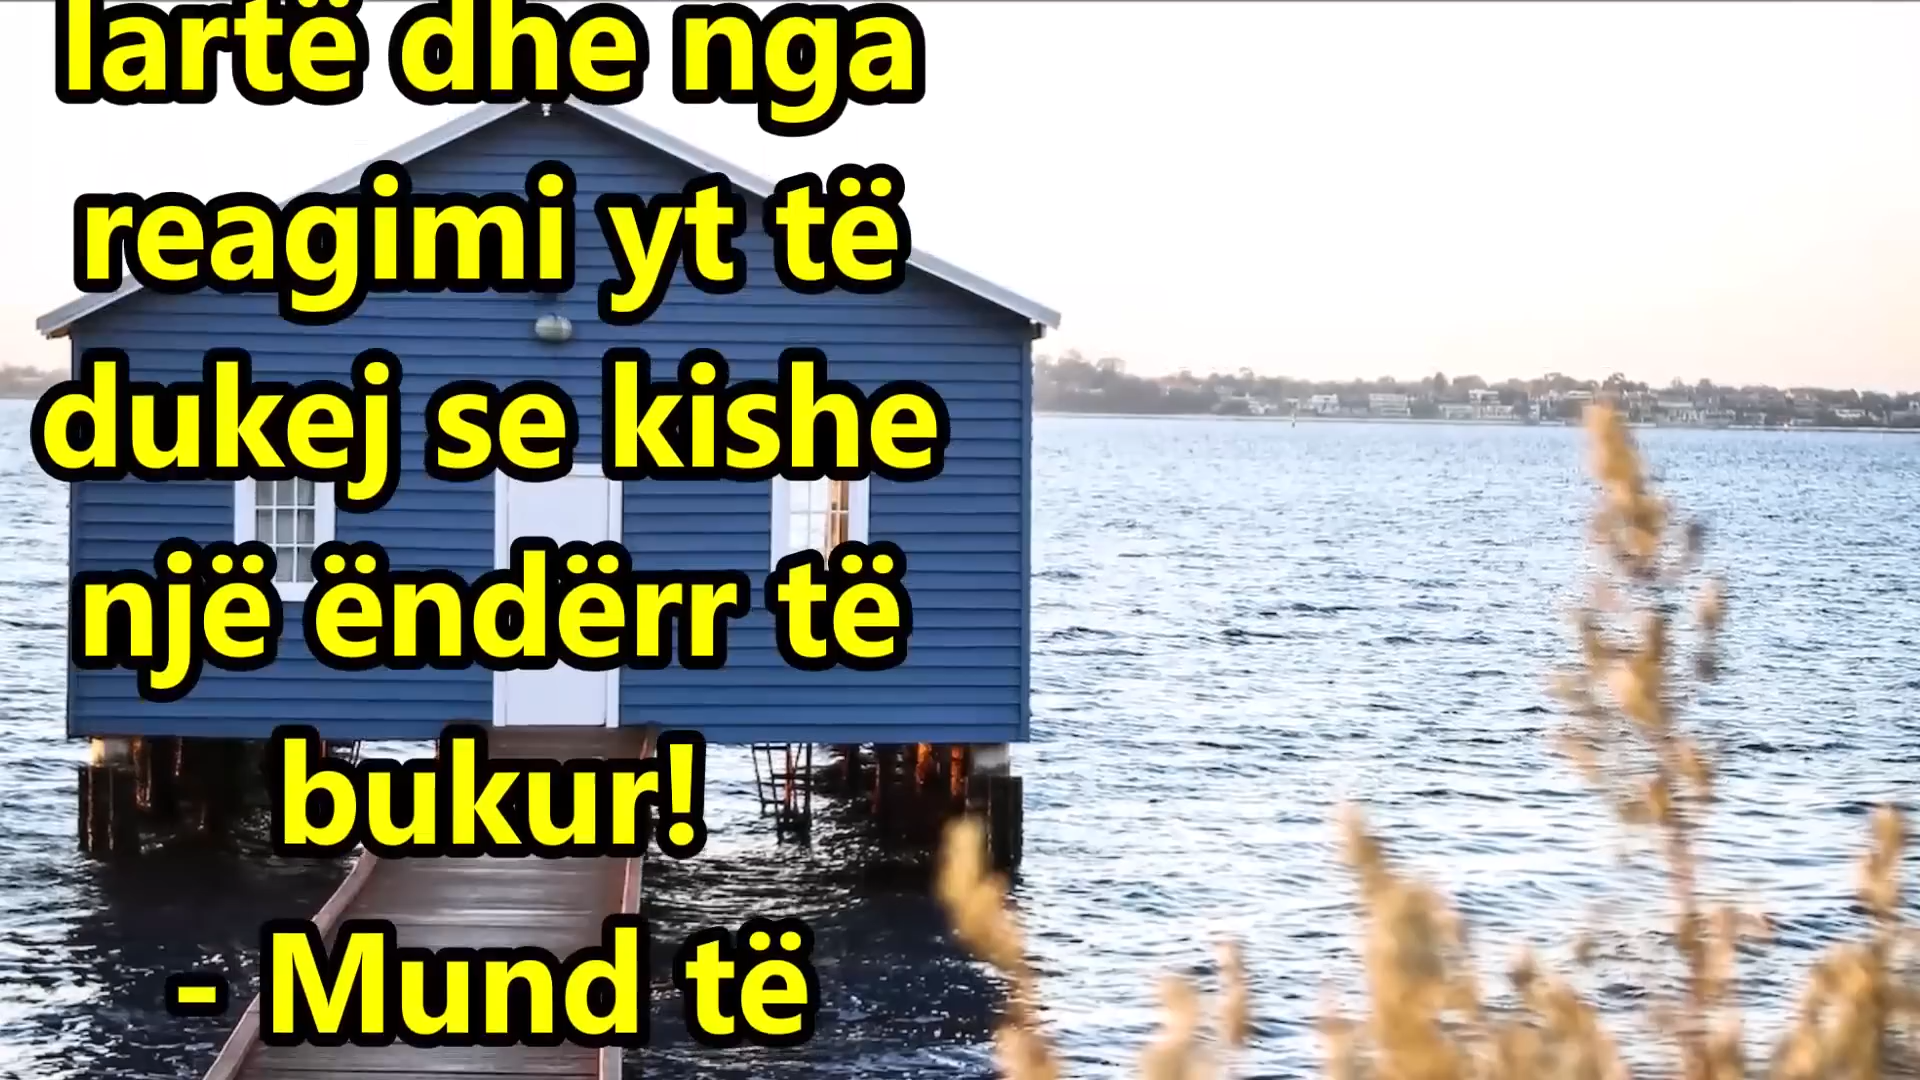 lartë dhe nga
reagimi yt të
dukej se kishe
një ëndërr të
bukur!
- Mund të